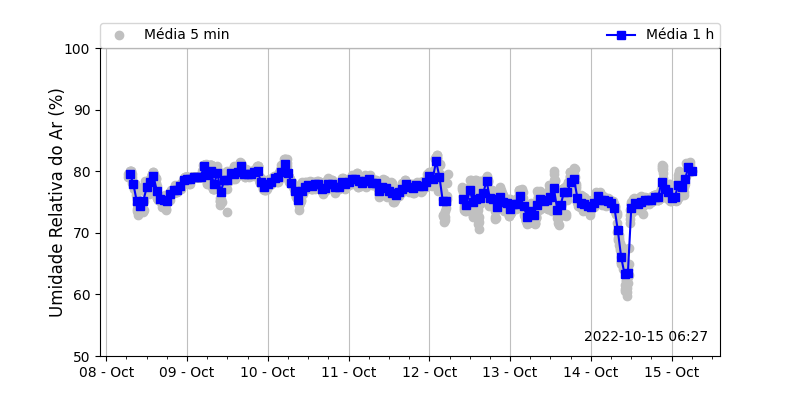 Média 5 min
Média 1 h
Umidade Relativa do Ar (%)
100
90
80
70
60
50
2022-10-15 06:27
08 - Oct
09 - Oct
10 - Oct
11 - Oct
12 - Oct
13 - Oct
14 - Oct
15 - Oct